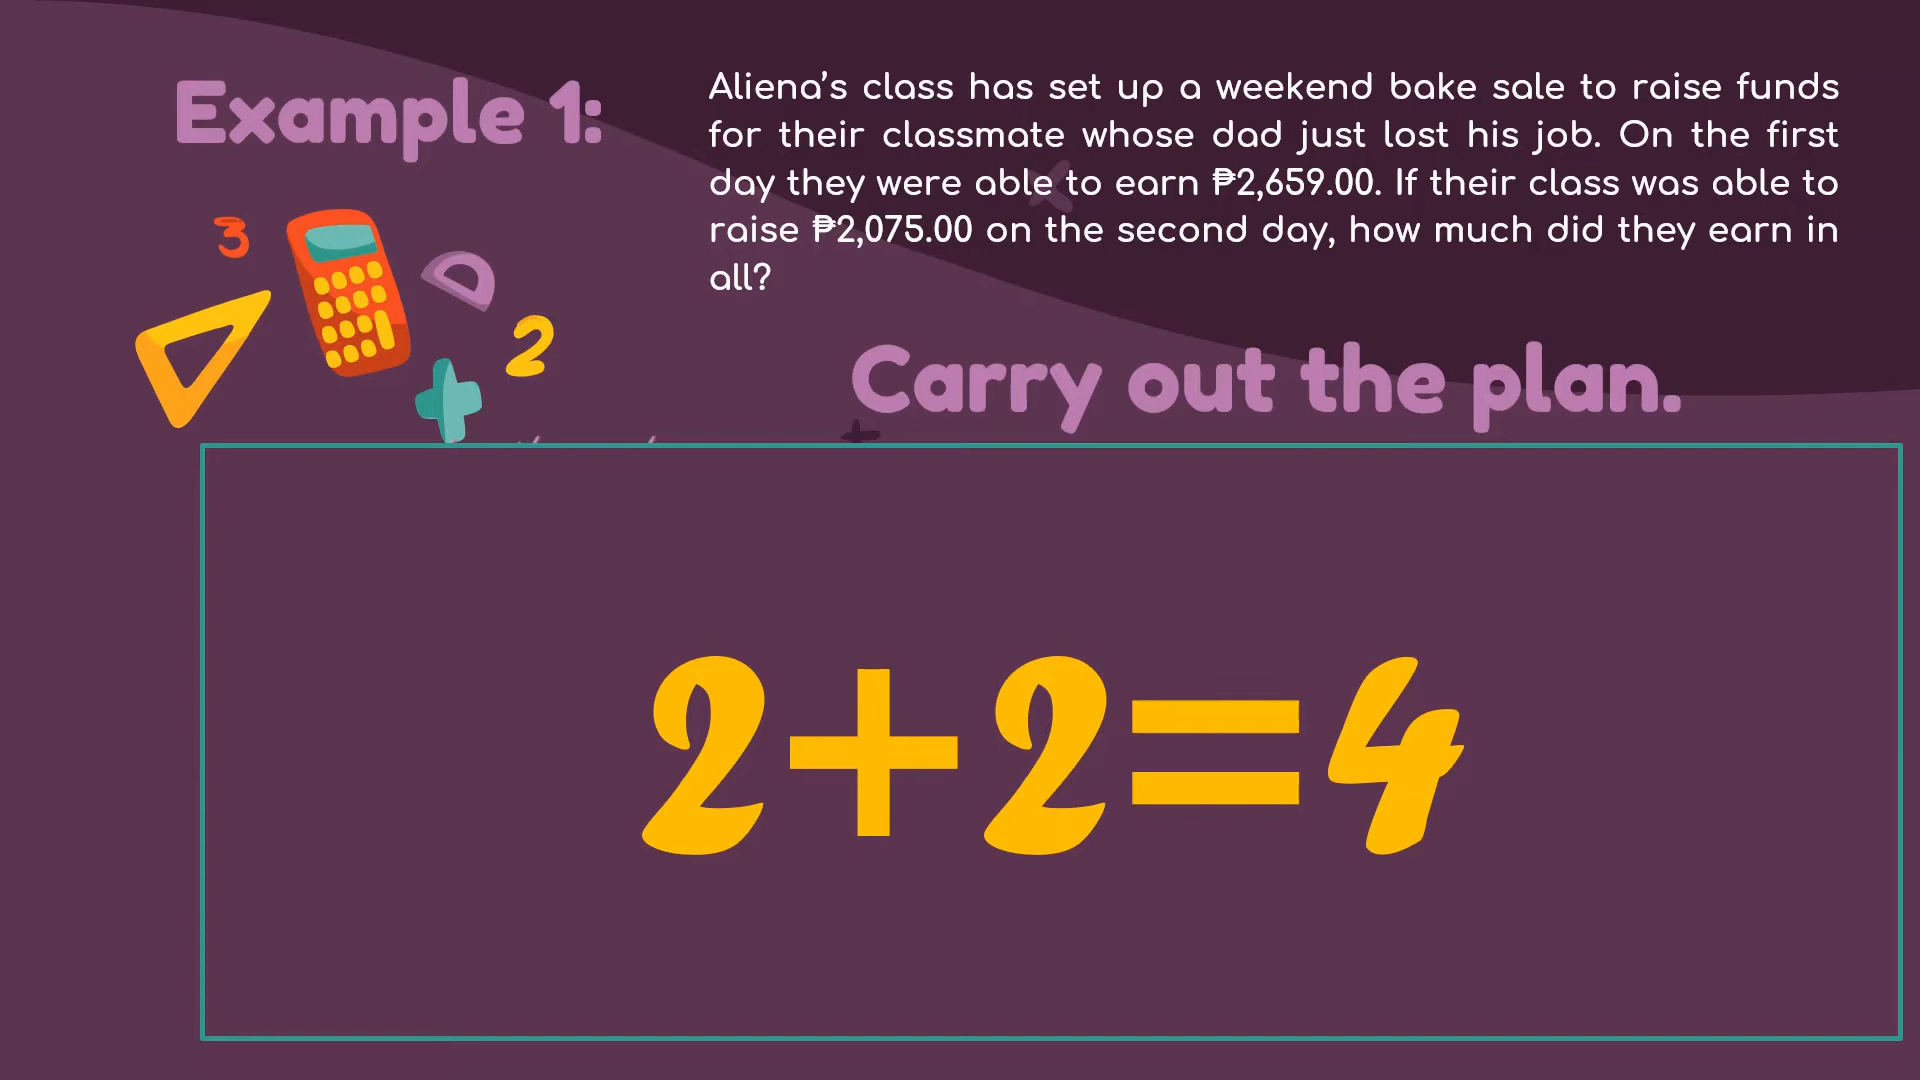 Example 1:
Aliena’s class has set up a weekend bake sale to raise funds
for their classmate whose dad just lost his job. On the first
day they were able to earn ₱2,659.00. If their class was able to
raise ₱2,075.00 on the second day, how much did they earn in
all?
3
2
Carry out the plan.
2+2=4